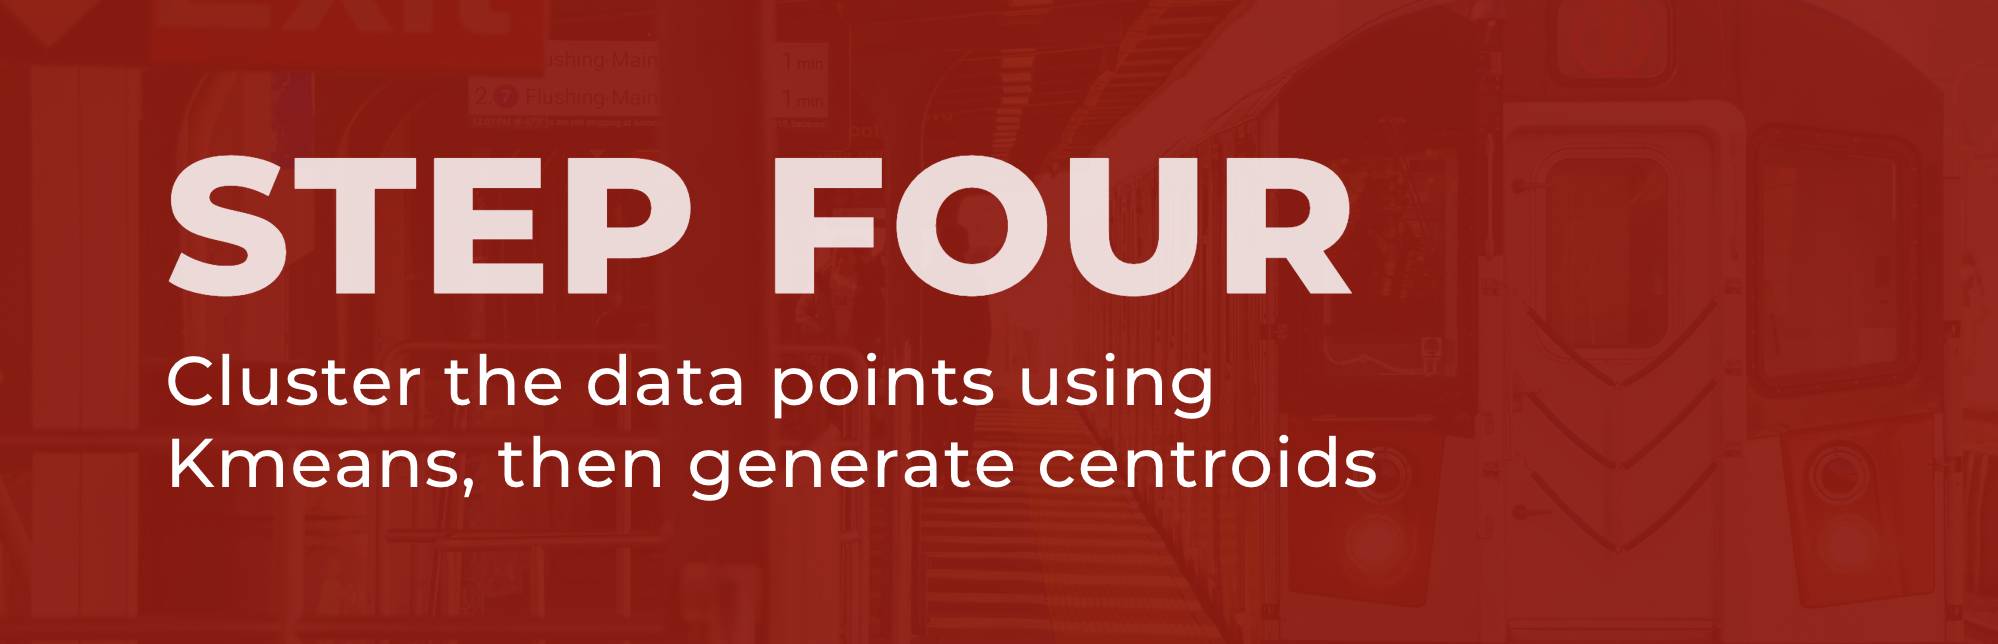 Exit
ushing-Main 1 min
2. 7 Flushing-Main 1 min
STEP FOUR
Cluster the data points using
Kmeans, then generate centroids